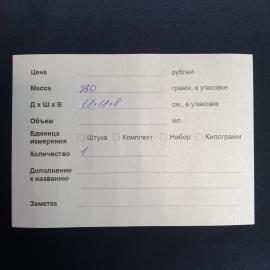 Цена рублей
Масса 750 грамм, в упаковке
Д х Ш х В 18×18×8 см., в упаковке
Объем мл.
Единица
измерения Штука Комплект Набор Килограмм
Количество 1
Дополнение
к названию
Заметка